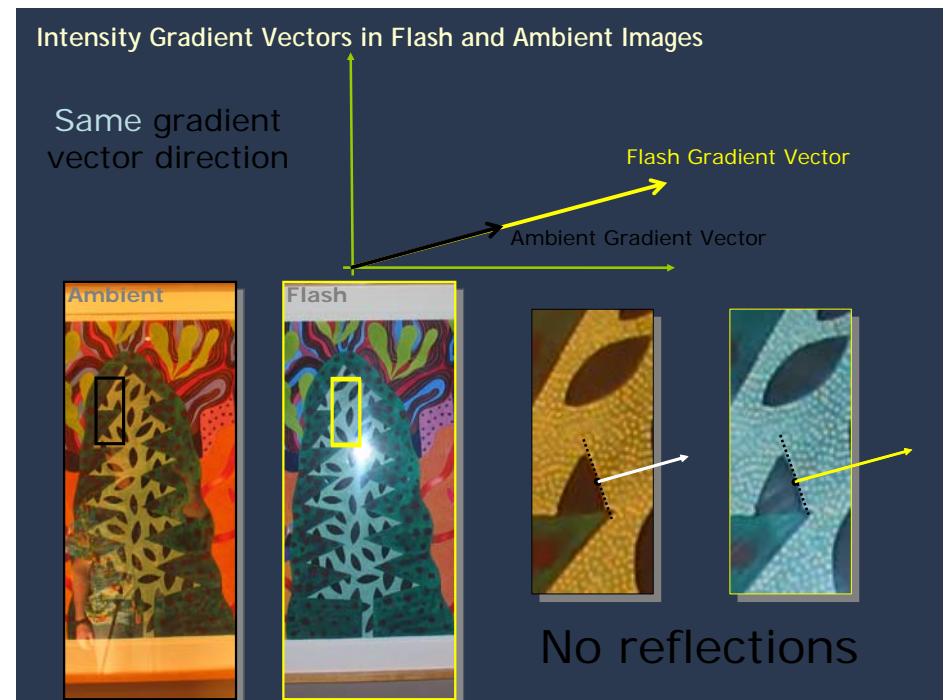 Intensity Gradient Vectors in Flash and Ambient Images
Same gradient
vector direction
Flash Gradient Vector
Ambient Gradient Vector
Ambient
Flash
No reflections